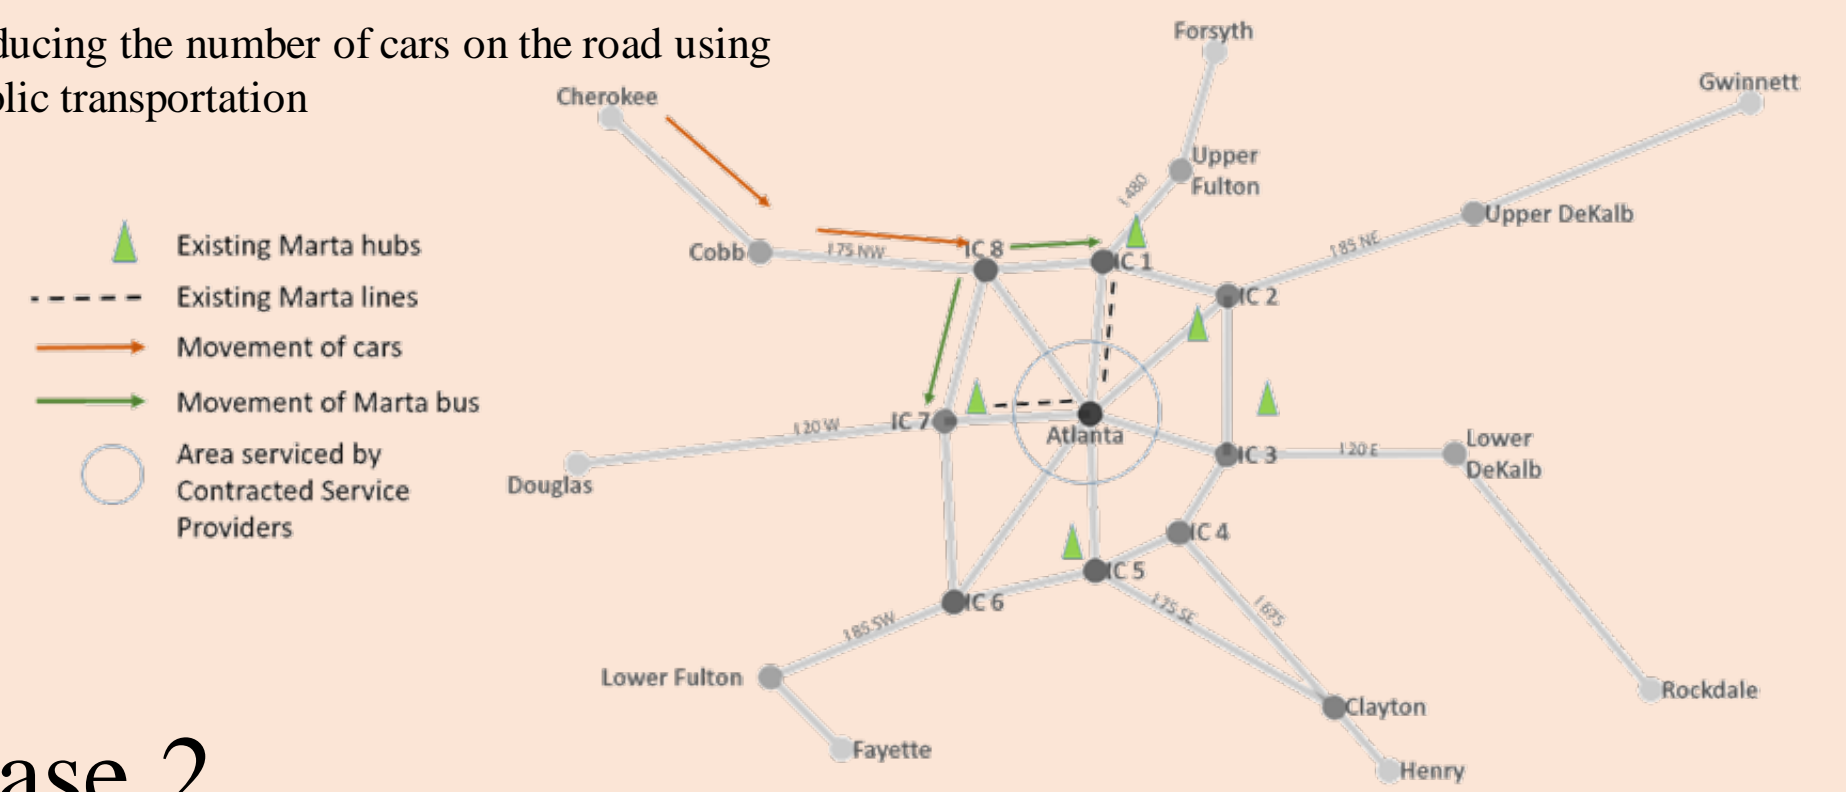 ducing the number of cars on the road using
blic transportation
Existing Marta hubs
Existing Marta lines
Movement of cars
Movement of Marta bus
Area serviced by
Contracted Service
Providers
Forsyth
Cherokee
Gwinnett
Upper
Fulton
I 480
Upper DeKalb
I 85 NE
Cobb
I 75 NW
IC 8
IC 1
IC 2
IC 7
I 20 W
Atlanta
Douglas
IC 3
I 20 E
Lower
DeKalb
IC 4
IC 5
IC 6
I 75 SE
I 675
I 85 SW
Lower Fulton
Clayton
Rockdale
Fayette
Henry
ase 2